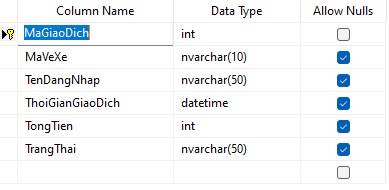 Column Name Data Type Allow Nulls
MaGiaoDich int
MaVeXe nvarchar(10)
TenDangNhap nvarchar(50)
ThoiGianGiaoDich datetime
TongTien int
TrangThai nvarchar(50)